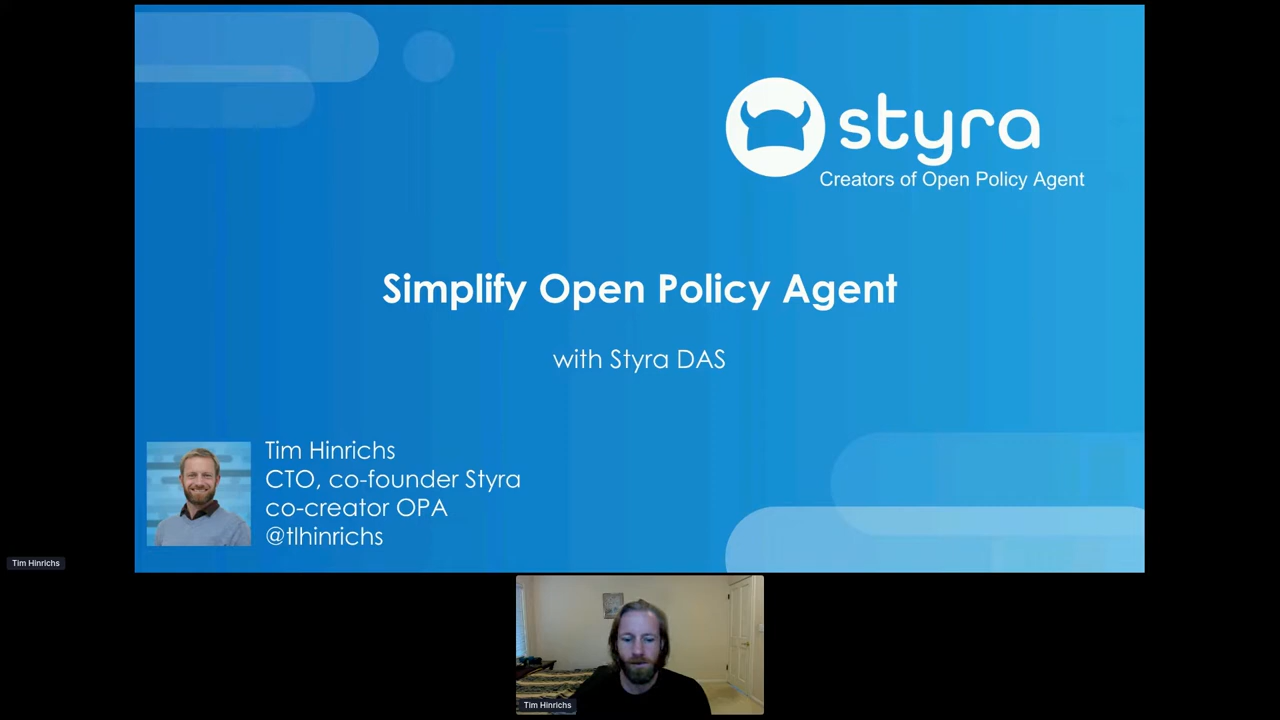 styra
Creators of Open Policy Agent
Simplify Open Policy Agent
with Styra DAS
Tim Hinrichs
CTO, co-founder Styra
co-creator OPA
@tlhinrichs
Tim Hinrichs
Tim Hinrichs